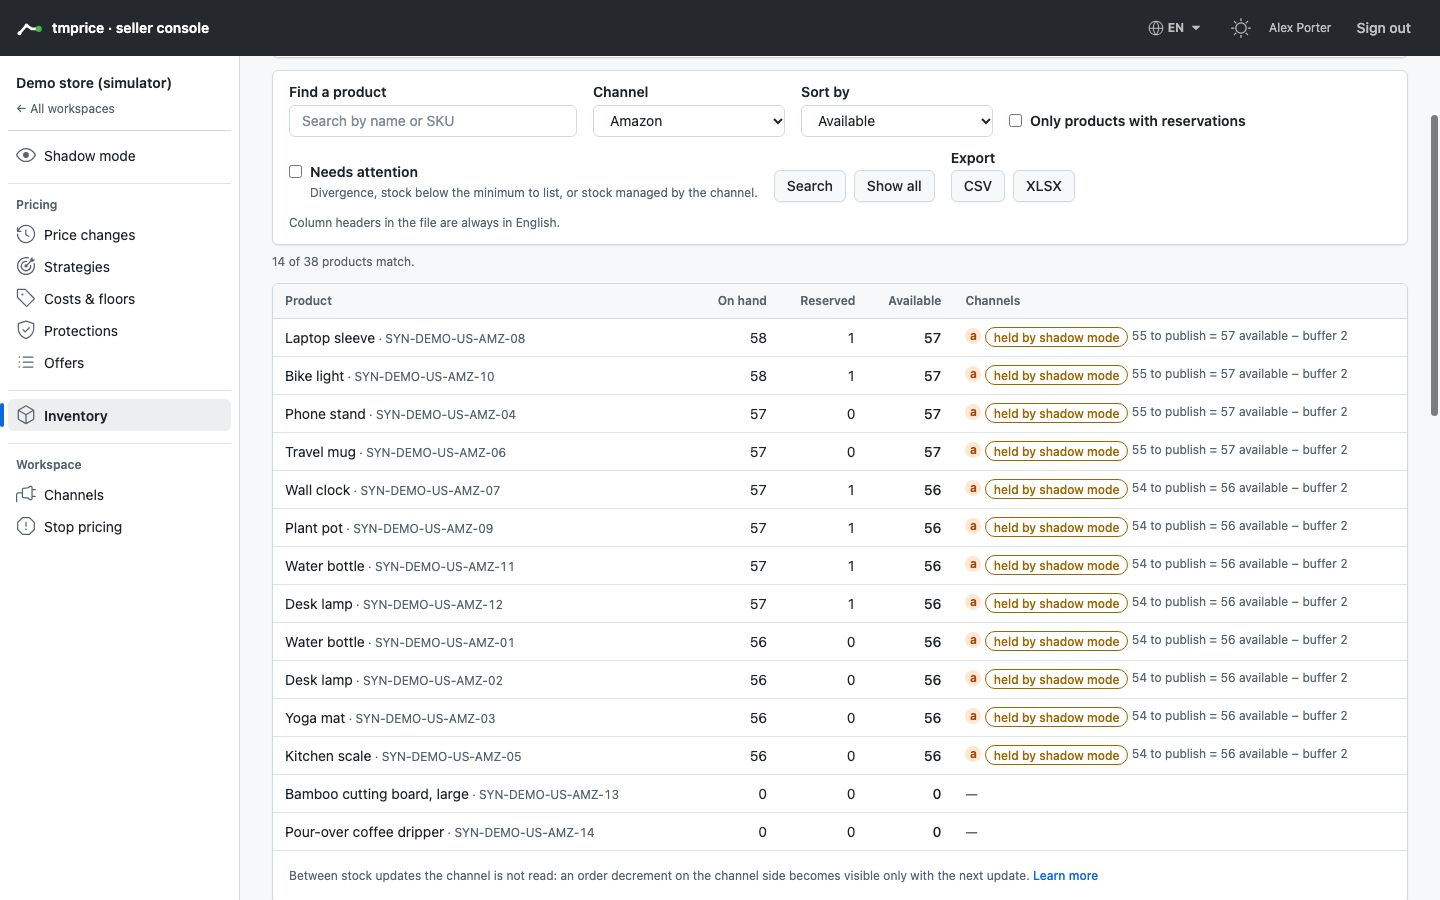 tmprice · seller console
EN
Alex Porter
Sign out
Demo store (simulator)
← All workspaces
Shadow mode
Pricing
Price changes
Strategies
Costs & floors
Protections
Offers
Inventory
Workspace
Channels
Stop pricing
Find a product
Channel
Sort by
Search by name or SKU
Amazon
Available
Only products with reservations
Needs attention
Divergence, stock below the minimum to list, or stock managed by the channel.
Search
Show all
Export
CSV
XLSX
Column headers in the file are always in English.
14 of 38 products match.
Product On hand Reserved Available Channels
Laptop sleeve · SYN-DEMO-US-AMZ-08 58 1 57 a held by shadow mode 55 to publish = 57 available – buffer 2
Bike light · SYN-DEMO-US-AMZ-10 58 1 57 a held by shadow mode 55 to publish = 57 available – buffer 2
Phone stand · SYN-DEMO-US-AMZ-04 57 0 57 a held by shadow mode 55 to publish = 57 available – buffer 2
Travel mug · SYN-DEMO-US-AMZ-06 57 0 57 a held by shadow mode 55 to publish = 57 available – buffer 2
Wall clock · SYN-DEMO-US-AMZ-07 57 1 56 a held by shadow mode 54 to publish = 56 available – buffer 2
Plant pot · SYN-DEMO-US-AMZ-09 57 1 56 a held by shadow mode 54 to publish = 56 available – buffer 2
Water bottle · SYN-DEMO-US-AMZ-11 57 1 56 a held by shadow mode 54 to publish = 56 available – buffer 2
Desk lamp · SYN-DEMO-US-AMZ-12 57 1 56 a held by shadow mode 54 to publish = 56 available – buffer 2
Water bottle · SYN-DEMO-US-AMZ-01 56 0 56 a held by shadow mode 54 to publish = 56 available – buffer 2
Desk lamp · SYN-DEMO-US-AMZ-02 56 0 56 a held by shadow mode 54 to publish = 56 available – buffer 2
Yoga mat · SYN-DEMO-US-AMZ-03 56 0 56 a held by shadow mode 54 to publish = 56 available – buffer 2
Kitchen scale · SYN-DEMO-US-AMZ-05 56 0 56 a held by shadow mode 54 to publish = 56 available – buffer 2
Bamboo cutting board, large · SYN-DEMO-US-AMZ-13 0 0 0 —
Pour-over coffee dripper · SYN-DEMO-US-AMZ-14 0 0 0 —
Between stock updates the channel is not read: an order decrement on the channel side becomes visible only with the next update. Learn more